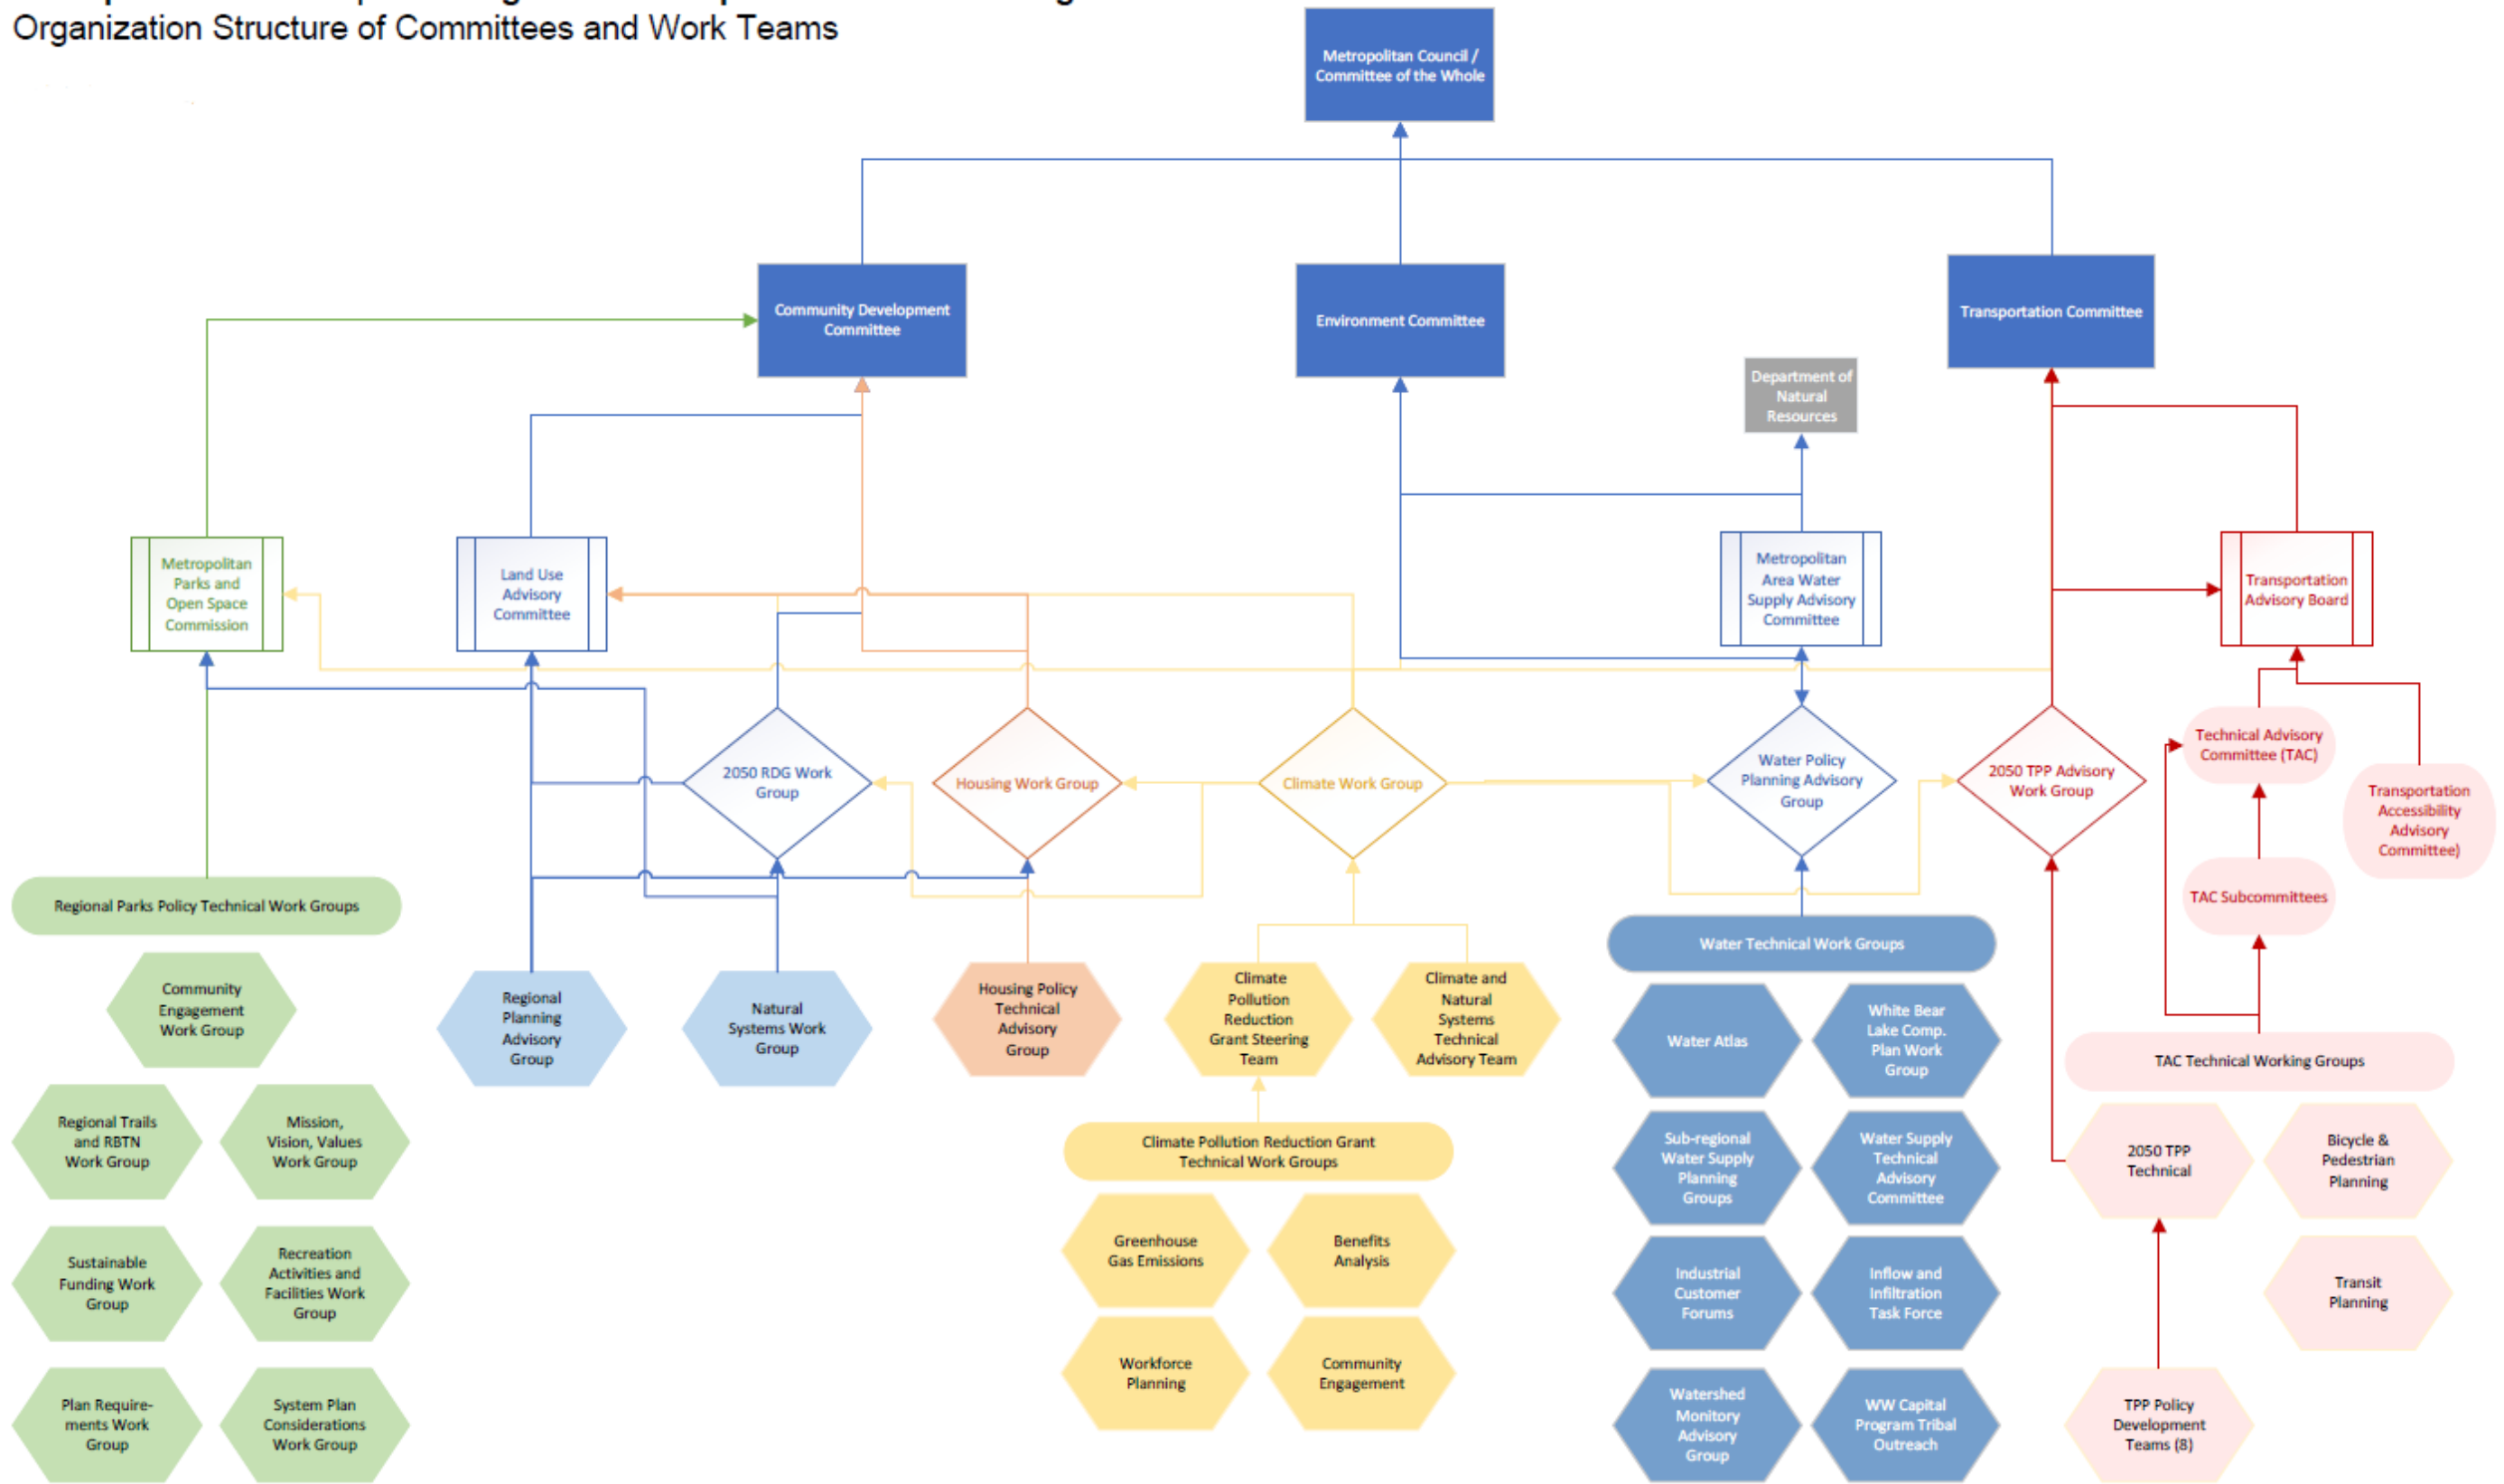 Organization Structure of Committees and Work Teams
Metropolitan Council /
Committee of the Whole
Community Development
Committee
Environment Committee
Transportation Committee
Department of
Natural
Resources
Metropolitan
Parks and
Open Space
Commission
Land Use
Advisory
Committee
Metropolitan
Area Water
Supply Advisory
Committee
Transportation
Advisory Board
2050 RDG Work
Group
Housing Work Group
Climate Work Group
Water Policy
Planning Advisory
Group
2050 TPP Advisory
Work Group
Technical Advisory
Committee (TAC)
Transportation
Accessibility
Advisory
Committee)
TAC Subcommittees
Regional Parks Policy Technical Work Groups
Community
Engagement
Work Group
Regional Trails
and RBTN
Work Group
Mission,
Vision, Values
Work Group
Sustainable
Funding Work
Group
Recreation
Activities and
Facilities Work
Group
Plan Require-
ments Work
Group
System Plan
Considerations
Work Group
Regional
Planning
Advisory
Group
Natural
Systems Work
Group
Housing Policy
Technical
Advisory
Group
Climate
Pollution
Reduction
Grant Steering
Team
Climate and
Natural
Systems
Technical
Advisory Team
Climate Pollution Reduction Grant
Technical Work Groups
Greenhouse
Gas Emissions
Benefits
Analysis
Workforce
Planning
Community
Engagement
Water Technical Work Groups
Water Atlas
White Bear
Lake Comp.
Plan Work
Group
Sub-regional
Water Supply
Planning
Groups
Water Supply
Technical
Advisory
Committee
Industrial
Customer
Forums
Inflow and
Infiltration
Task Force
Watershed
Monitory
Advisory
Group
WW Capital
Program Tribal
Outreach
TAC Technical Working Groups
2050 TPP
Technical
Bicycle &
Pedestrian
Planning
Transit
Planning
TPP Policy
Development
Teams (8)